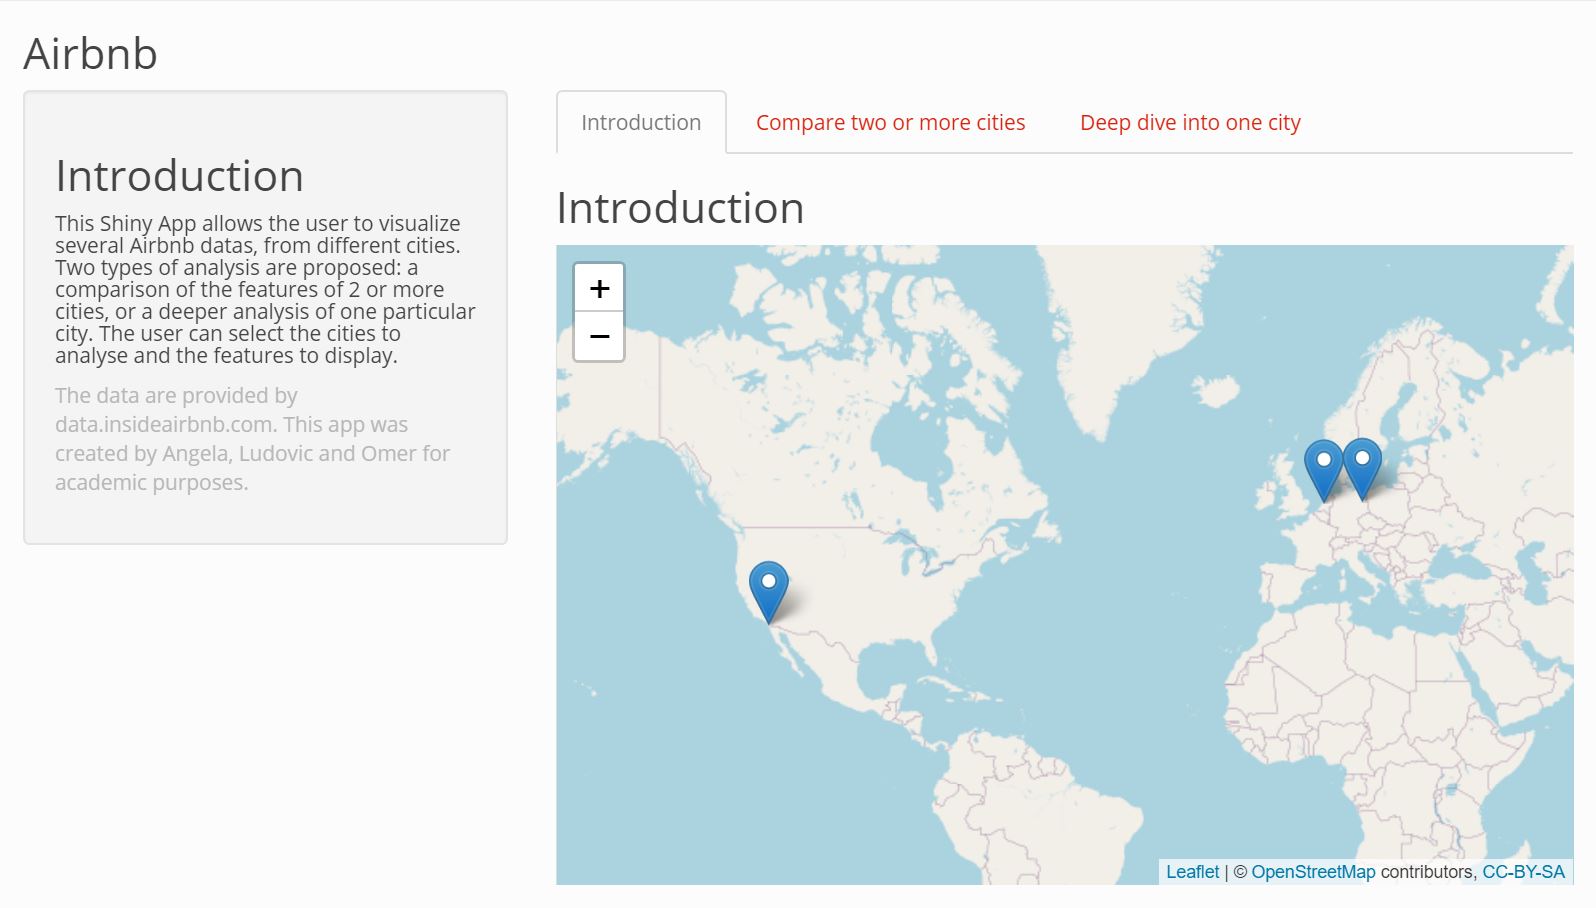 Airbnb
Introduction
This Shiny App allows the user to visualize
several Airbnb datas, from different cities.
Two types of analysis are proposed: a
comparison of the features of 2 or more
cities, or a deeper analysis of one particular
city. The user can select the cities to
analyse and the features to display.
The data are provided by
data.insideairbnb.com. This app was
created by Angela, Ludovic and Omer for
academic purposes.
Introduction
Compare two or more cities
Deep dive into one city
Introduction
+
−
Leaflet | © OpenStreetMap contributors, CC-BY-SA